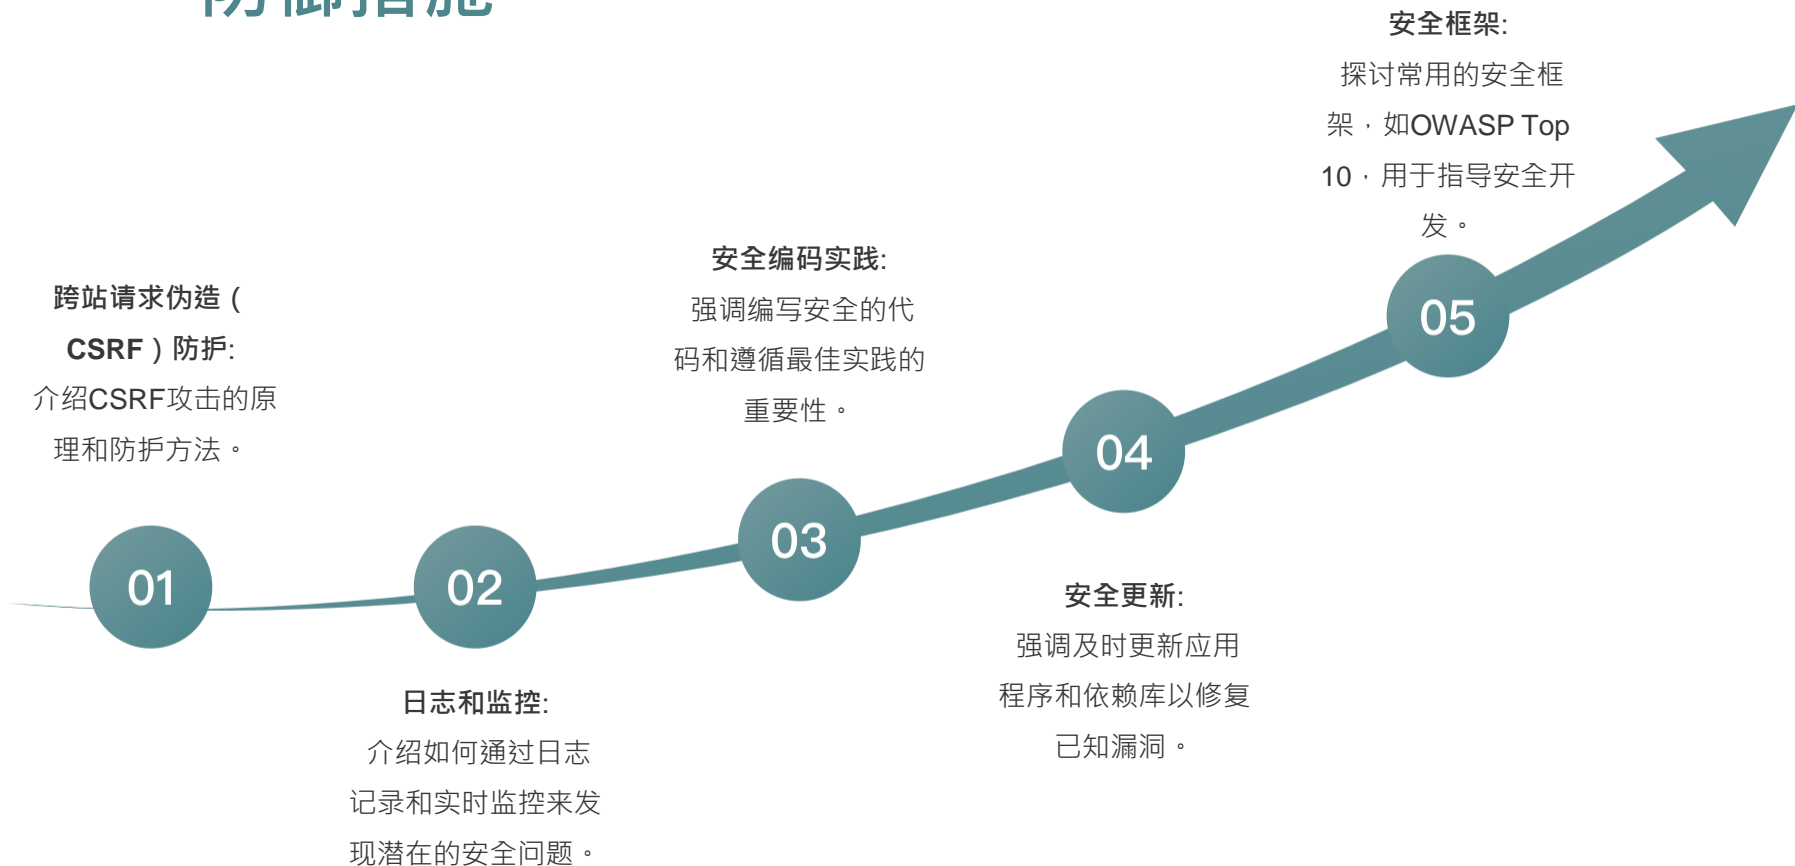 防御措施
跨站请求伪造（
CSRF）防护:
介绍CSRF攻击的原
理和防护方法。
01
日志和监控:
介绍如何通过日志
记录和实时监控来发
现潜在的安全问题。
02
安全编码实践:
强调编写安全的代
码和遵循最佳实践的
重要性。
03
安全更新:
强调及时更新应用
程序和依赖库以修复
已知漏洞。
04
安全框架:
探讨常用的安全框
架，如OWASP Top
10，用于指导安全开
发。
05